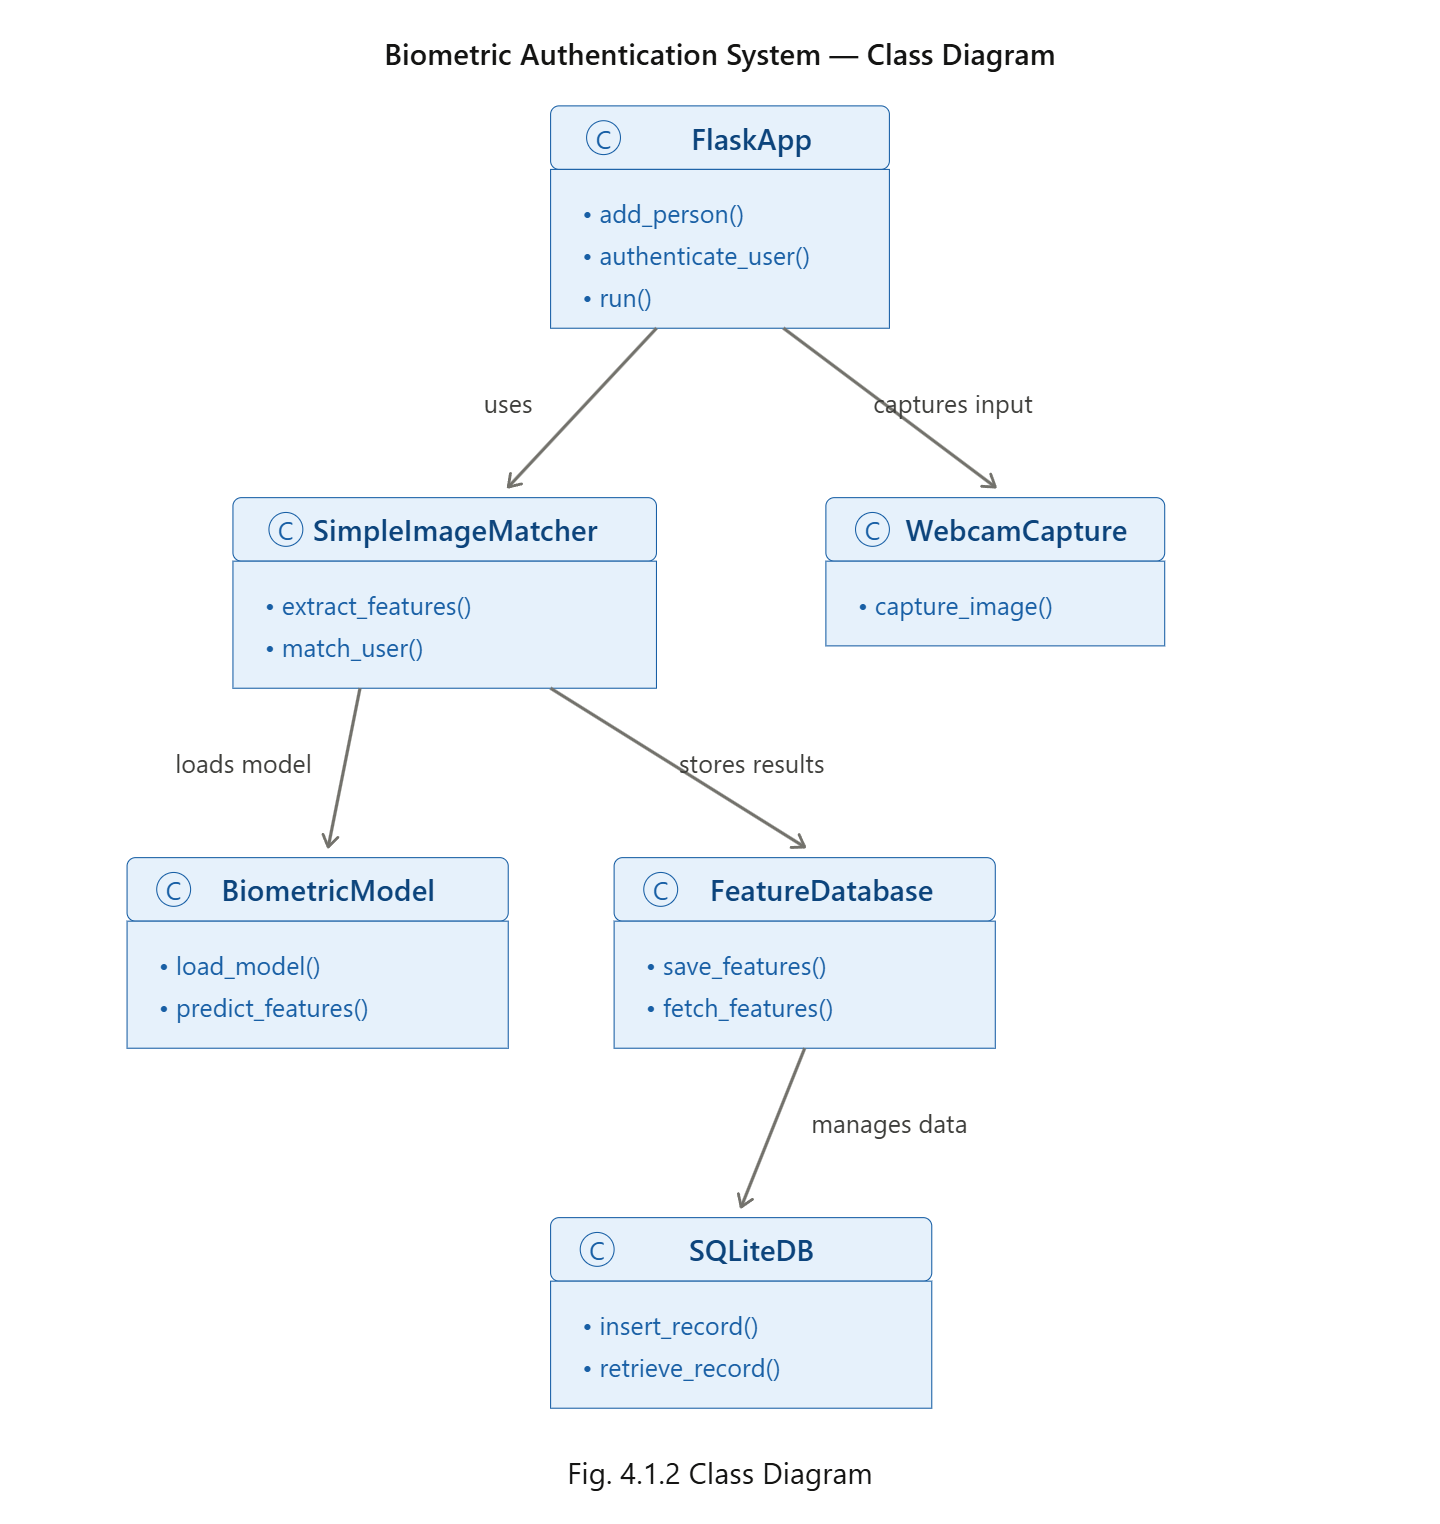 Biometric Authentication System — Class Diagram
C FlaskApp
• add_person()
• authenticate_user()
• run()
uses
captures input
C SimpleImageMatcher
• extract_features()
• match_user()
C WebcamCapture
• capture_image()
loads model
stores results
C BiometricModel
• load_model()
• predict_features()
C FeatureDatabase
• save_features()
• fetch_features()
manages data
C SQLiteDB
• insert_record()
• retrieve_record()
Fig. 4.1.2 Class Diagram